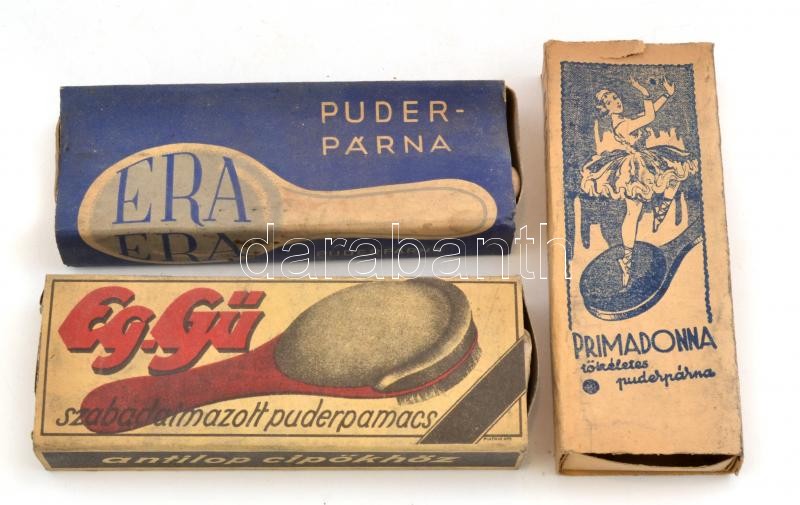 PUDER-
PÁRNA
ERA
ERA
darabanth
Eg.Gü
szabadalmazott puderpamacs
antilop cipőkhöz
PRIMADONNA
tökéletes
puderpárna